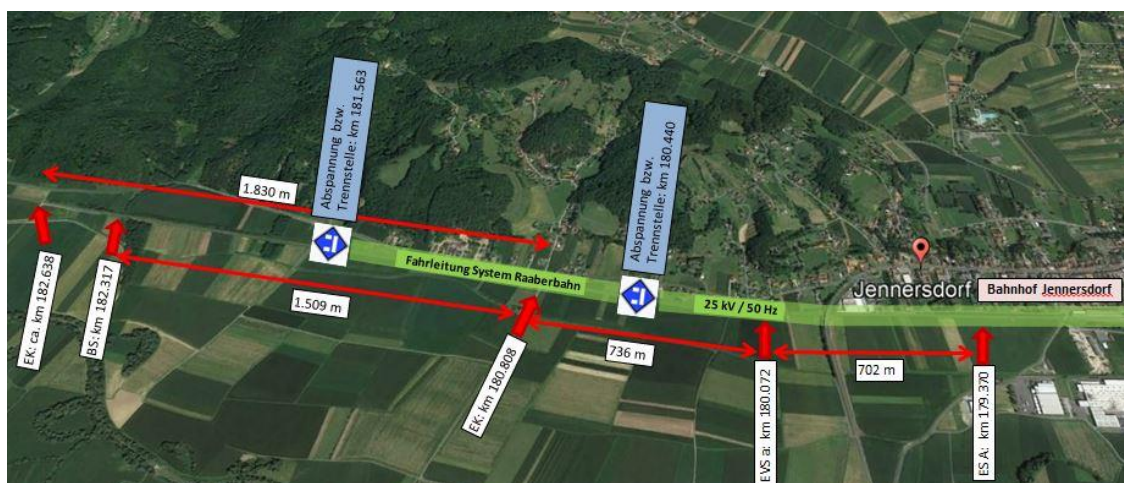 Abspannung bzw.
Trennstelle: km 181.563
Abspannung bzw.
Trennstelle: km 180.440
1.830 m
EK: ca. km 182.638
BS: km 182.317
1.509 m
Fahrleitung System Raaberbahn
EK: km 180.808
736 m
25 kV / 50 Hz
EVS a: km 180.072
702 m
Jennersdorf
Bahnhof Jennersdorf
ES A: km 179.370